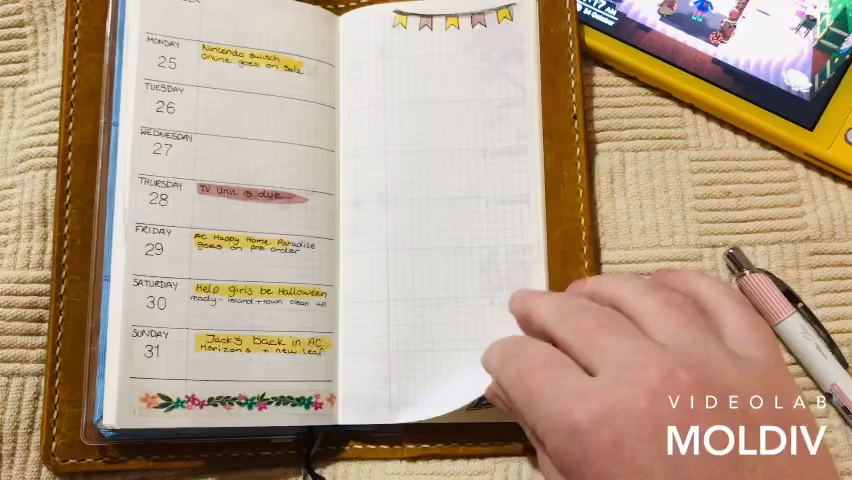 MONDAY
25
Nintendo switch
Online goes on sale
TUESDAY
26
WEDNESDAY
27
THURSDAY
28
TV Unit is due
FRIDAY
29
AC Happy Home Paradise
goes on pre order
SATURDAY
30
Help girls be Halloween
ready - Island + town clean up
SUNDAY
31
Jack's back in AC
Horizons + new leaf
October
VIDEOLAB
MOLDIV